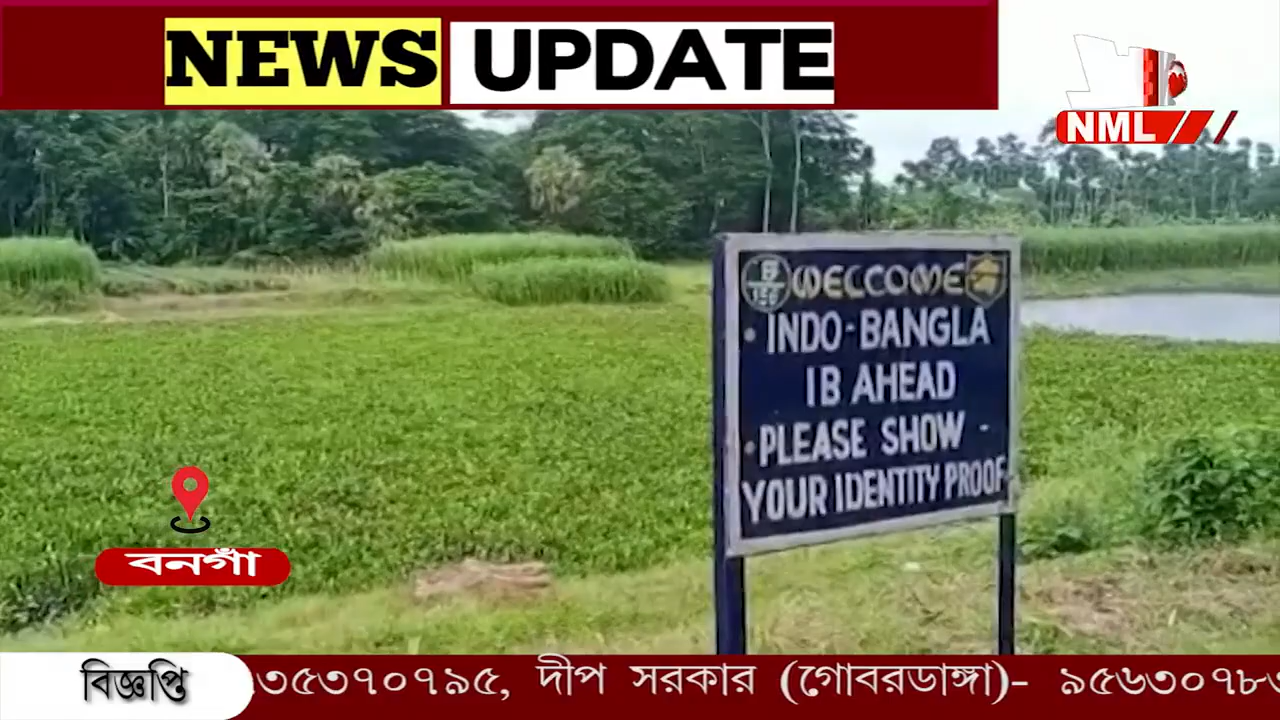 NEWS UPDATE
NML
WELCOME
• INDO-BANGLA
IB AHEAD
• PLEASE SHOW -
YOUR IDENTITY PROOF
বনগাঁ
বিজ্ঞপ্তি
৩৫৩৭০৭৯৫, দীপ সরকার (গোবরডাঙ্গা)- ৯৫৬৩০৭৮